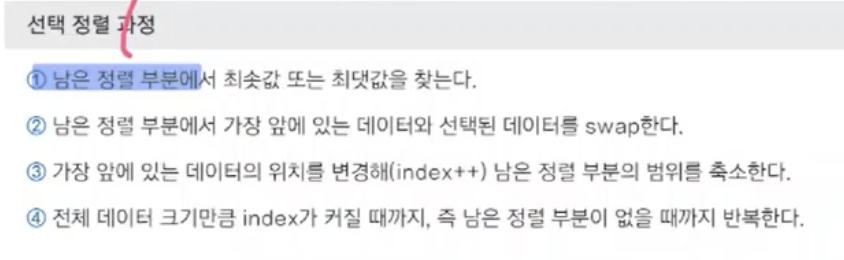 선택 정렬 과정
① 남은 정렬 부분에서 최솟값 또는 최댓값을 찾는다.
② 남은 정렬 부분에서 가장 앞에 있는 데이터와 선택된 데이터를 swap한다.
③ 가장 앞에 있는 데이터의 위치를 변경해(index++) 남은 정렬 부분의 범위를 축소한다.
④ 전체 데이터 크기만큼 index가 커질 때까지, 즉 남은 정렬 부분이 없을 때까지 반복한다.